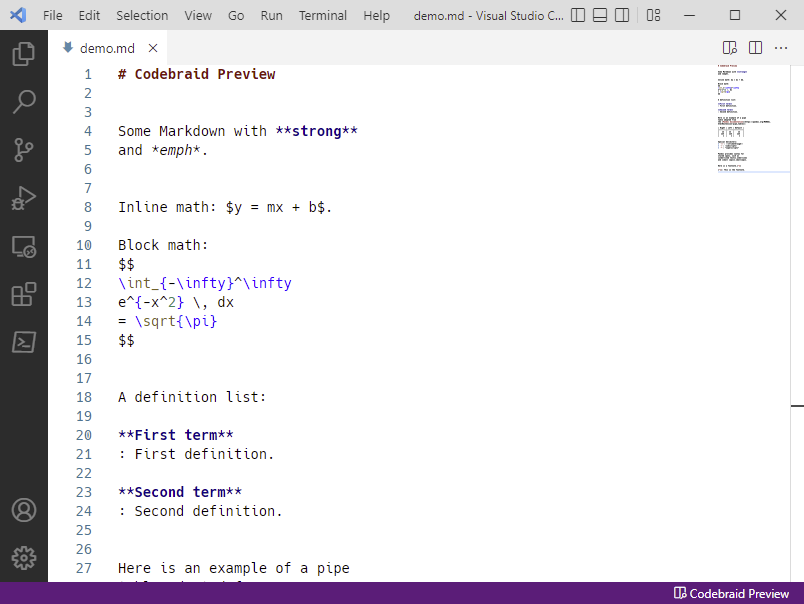 File Edit Selection View Go Run Terminal Help demo.md - Visual Studio C...
demo.md
1 # Codebraid Preview
2
3
4 Some Markdown with **strong**
5 and *emph*.
6
7
8 Inline math: $y = mx + b$.
9
10 Block math:
11 $$
12 \int_{-\infty}^\infty
13 e^{-x^2} \, dx
14 = \sqrt{\pi}
15 $$
16
17
18 A definition list:
19
20 **First term**
21 : First definition.
22
23 **Second term**
24 : Second definition.
25
26
27 Here is an example of a pipe
Codebraid Preview